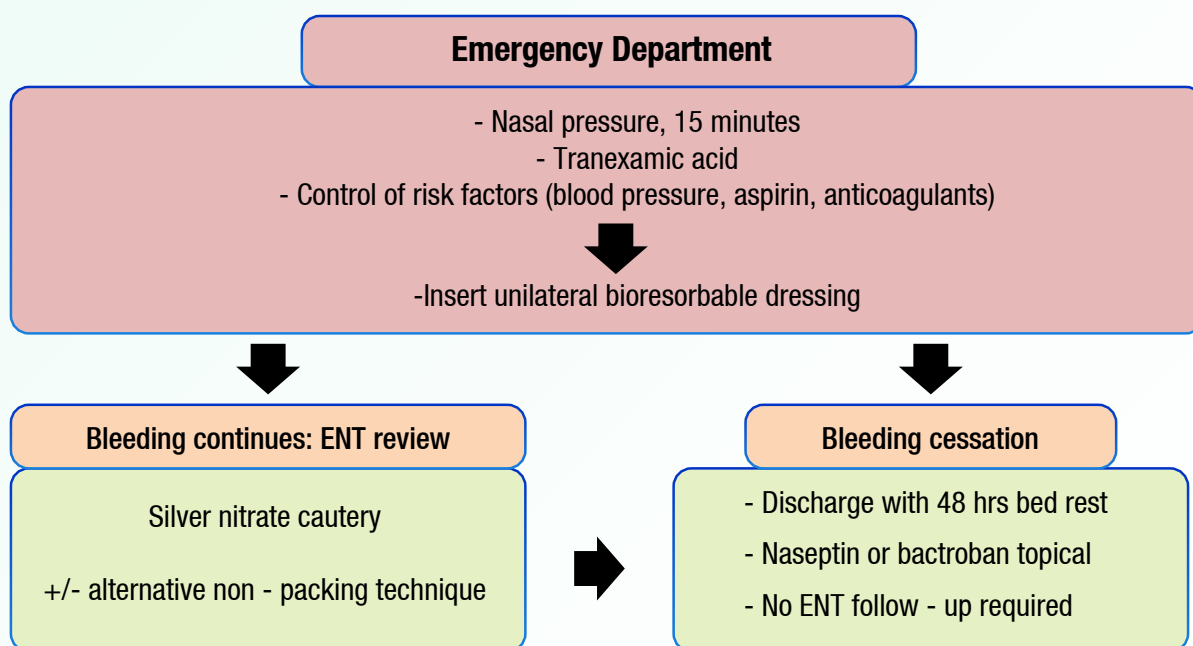 Emergency Department
- Nasal pressure, 15 minutes
- Tranexamic acid
- Control of risk factors (blood pressure, aspirin, anticoagulants)
-Insert unilateral bioresorbable dressing
Bleeding continues: ENT review
Silver nitrate cautery
+/- alternative non - packing technique
Bleeding cessation
- Discharge with 48 hrs bed rest
- Naseptin or bactroban topical
- No ENT follow - up required